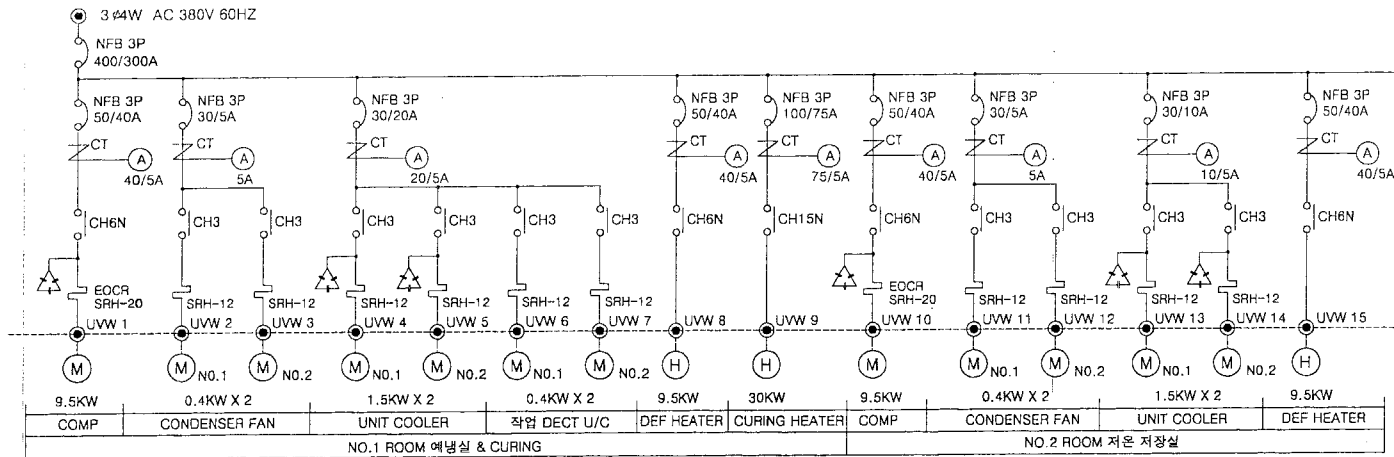 3 ø4W AC 380V 60HZ
NFB 3P
400/300A
NFB 3P
50/40A
NFB 3P
30/5A
NFB 3P
30/20A
NFB 3P
50/40A
NFB 3P
100/75A
NFB 3P
50/40A
NFB 3P
30/5A
NFB 3P
30/10A
NFB 3P
50/40A
CT CT CT CT CT CT CT CT CT
A A A A A A A A A
40/5A 5A 20/5A 40/5A 75/5A 40/5A 5A 10/5A 40/5A
CH6N CH3 CH3 CH3 CH3 CH3 CH3 CH6N CH15N CH6N CH3 CH3 CH3 CH3 CH6N
EOCR
SRH-20
SRH-12 SRH-12 SRH-12 SRH-12 SRH-12 SRH-12
EOCR
SRH-20
SRH-12 SRH-12 SRH-12 SRH-12
UVW 1 UVW 2 UVW 3 UVW 4 UVW 5 UVW 6 UVW 7 UVW 8 UVW 9 UVW 10 UVW 11 UVW 12 UVW 13 UVW 14 UVW 15
M M NO.1 M NO.2 M NO.1 M NO.2 M NO.1 M NO.2 H H M M NO.1 M NO.2 M NO.1 M NO.2 H
9.5KW 0.4KW X 2 1.5KW X 2 0.4KW X 2 9.5KW 30KW 9.5KW 0.4KW X 2 1.5KW X 2 9.5KW
COMP CONDENSER FAN UNIT COOLER 작업 DECT U/C DEF HEATER CURING HEATER COMP CONDENSER FAN UNIT COOLER DEF HEATER
NO.1 ROOM 예냉실 & CURING NO.2 ROOM 저온 저장실